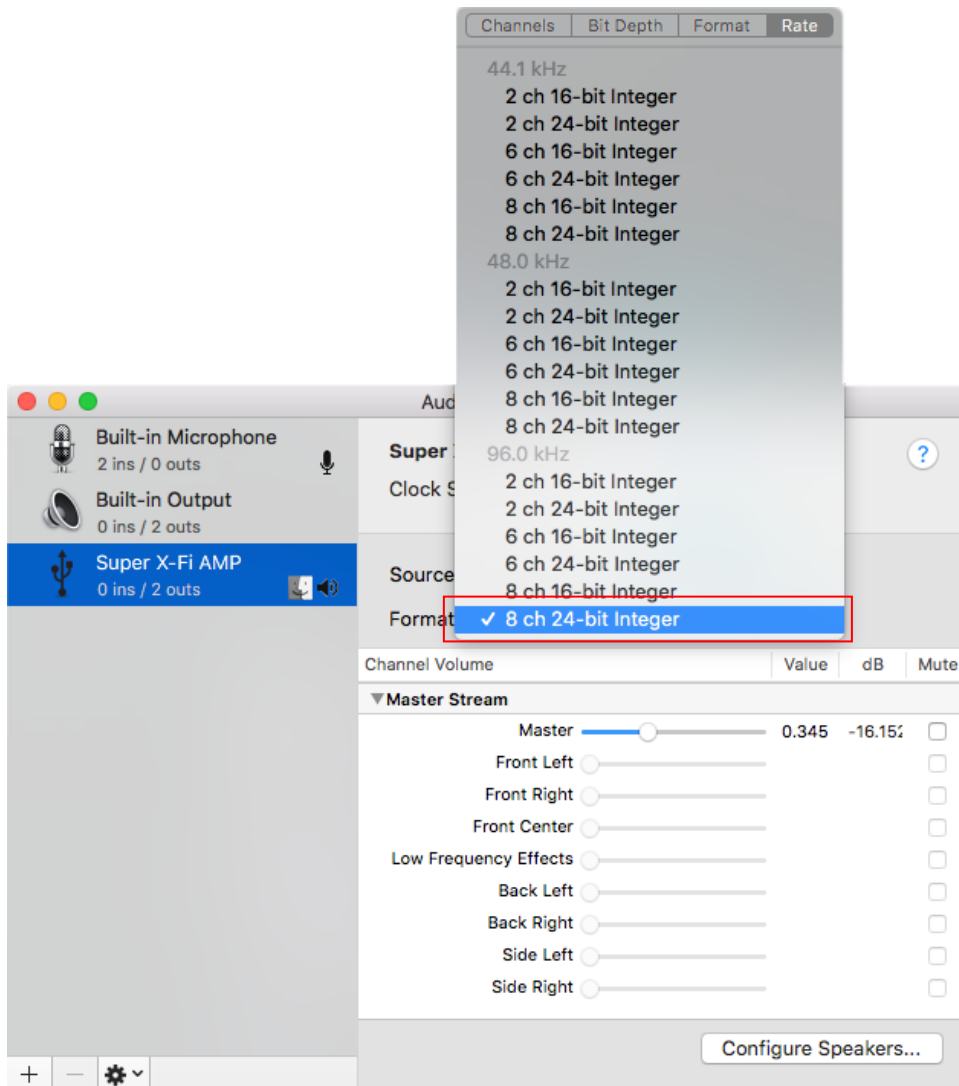 Channels Bit Depth Format Rate
44.1 kHz
2 ch 16-bit Integer
2 ch 24-bit Integer
6 ch 16-bit Integer
6 ch 24-bit Integer
8 ch 16-bit Integer
8 ch 24-bit Integer
48.0 kHz
2 ch 16-bit Integer
2 ch 24-bit Integer
6 ch 16-bit Integer
6 ch 24-bit Integer
8 ch 16-bit Integer
8 ch 24-bit Integer
96.0 kHz
2 ch 16-bit Integer
2 ch 24-bit Integer
6 ch 16-bit Integer
6 ch 24-bit Integer
8 ch 16-bit Integer
✓ 8 ch 24-bit Integer
Aud
Built-in Microphone
2 ins / 0 outs
Built-in Output
0 ins / 2 outs
Super X-Fi AMP
0 ins / 2 outs
Super
?
Clock S
Source
Format
Channel Volume Value dB Mute
▼Master Stream
Master 0.345 -16.152
Front Left
Front Right
Front Center
Low Frequency Effects
Back Left
Back Right
Side Left
Side Right
Configure Speakers...